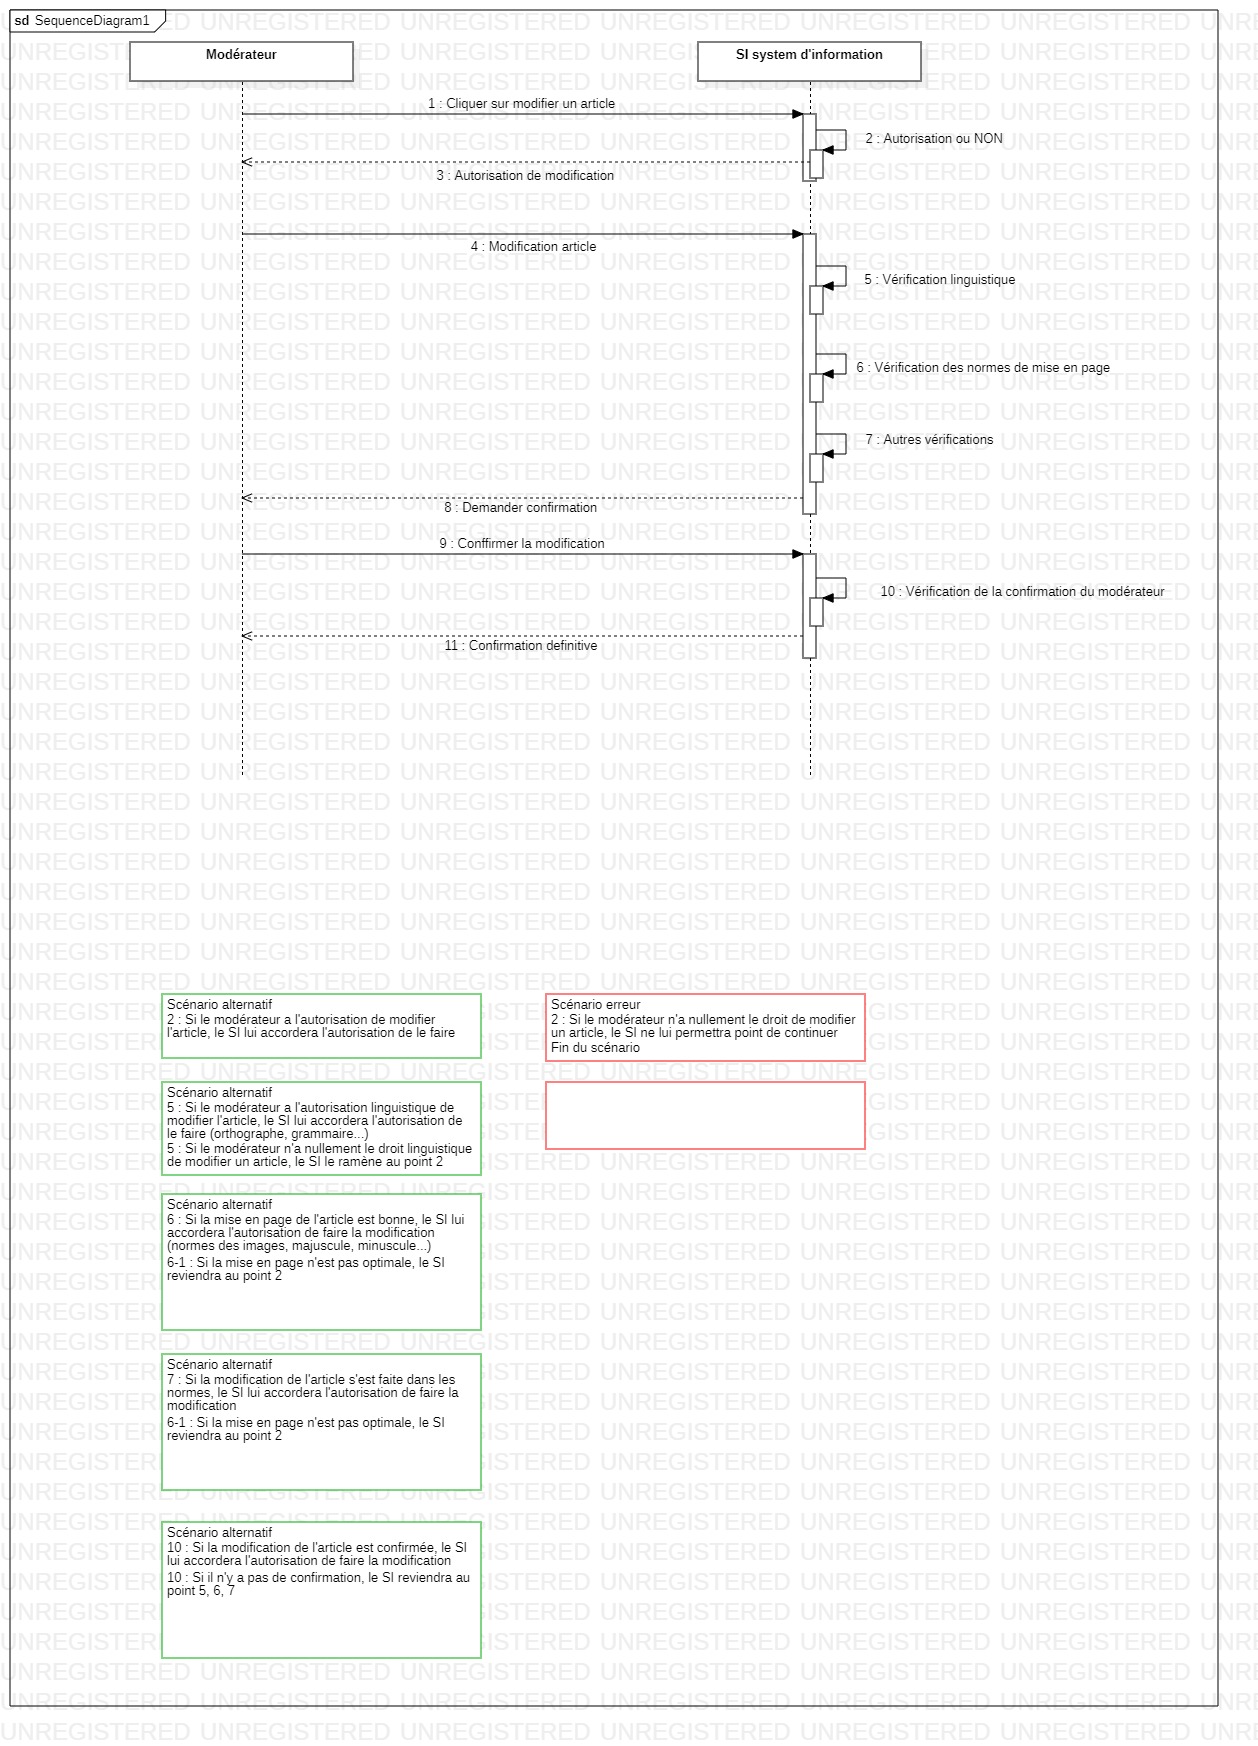 sd SequenceDiagram1
Modérateur
SI system d'information
1 : Cliquer sur modifier un article
2 : Autorisation ou NON
3 : Autorisation de modification
4 : Modification article
5 : Vérification linguistique
6 : Vérification des normes de mise en page
7 : Autres vérifications
8 : Demander confirmation
9 : Conffirmer la modification
10 : Vérification de la confirmation du modérateur
11 : Confirmation definitive
Scénario alternatif
2 : Si le modérateur a l'autorisation de modifier
l'article, le SI lui accordera l'autorisation de le faire
Scénario erreur
2 : Si le modérateur n'a nullement le droit de modifier
un article, le SI ne lui permettra point de continuer
Fin du scénario
Scénario alternatif
5 : Si le modérateur a l'autorisation linguistique de
modifier l'article, le SI lui accordera l'autorisation de
le faire (orthographe, grammaire...)
5 : Si le modérateur n'a nullement le droit linguistique
de modifier un article, le SI le ramène au point 2
Scénario alternatif
6 : Si la mise en page de l'article est bonne, le SI lui
accordera l'autorisation de faire la modification
(normes des images, majuscule, minuscule...)
6-1 : Si la mise en page n'est pas optimale, le SI
reviendra au point 2
Scénario alternatif
7 : Si la modification de l'article s'est faite dans les
normes, le SI lui accordera l'autorisation de faire la
modification
6-1 : Si la mise en page n'est pas optimale, le SI
reviendra au point 2
Scénario alternatif
10 : Si la modification de l'article est confirmée, le SI
lui accordera l'autorisation de faire la modification
10 : Si il n'y a pas de confirmation, le SI reviendra au
point 5, 6, 7
UNREGISTERED